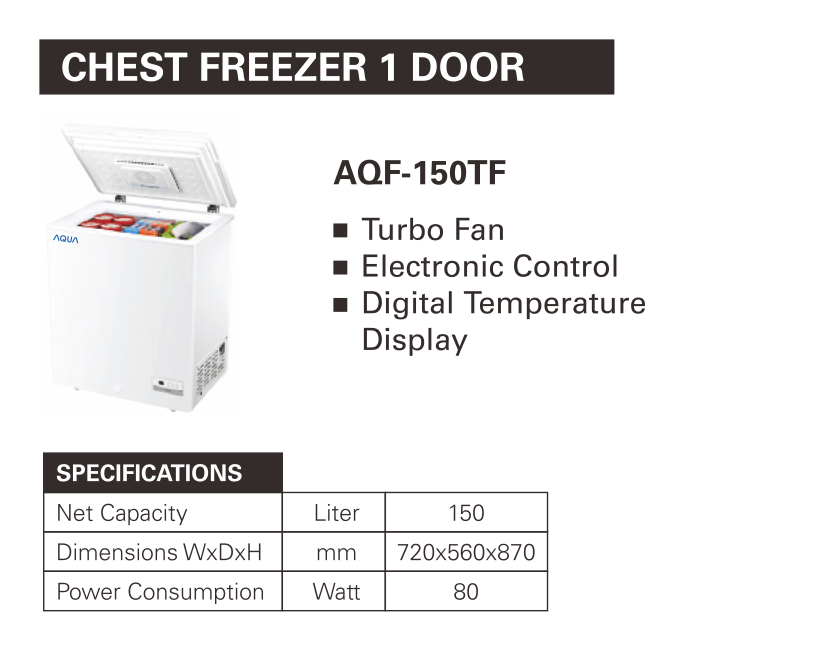 CHEST FREEZER 1 DOOR
AQF-150TF
■ Turbo Fan
■ Electronic Control
■ Digital Temperature
Display
AQUA
SPECIFICATIONS
Net Capacity Liter 150
Dimensions WxDxH mm 720x560x870
Power Consumption Watt 80